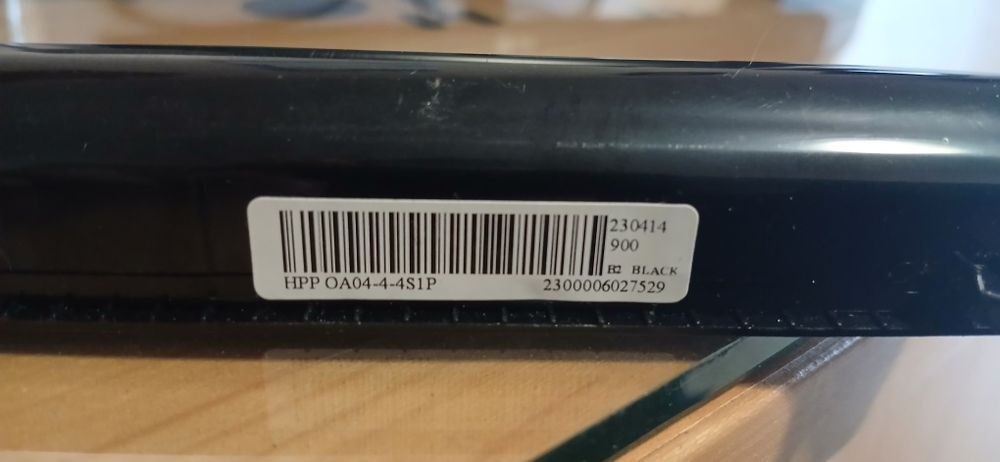 230414
900
B2 BLACK
HPP OA04-4-4S1P 2300006027529